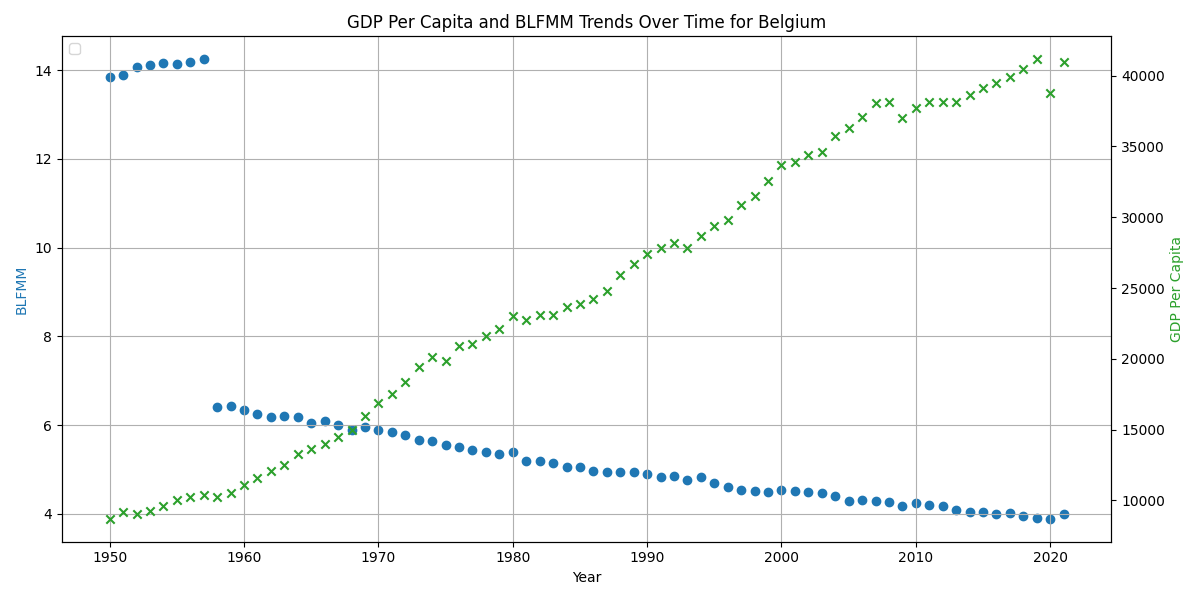 GDP Per Capita and BLFMM Trends Over Time for Belgium
14
12
10
8
6
4
BLFMM
40000
35000
30000
25000
20000
15000
10000
GDP Per Capita
1950 1960 1970 1980 1990 2000 2010 2020
Year